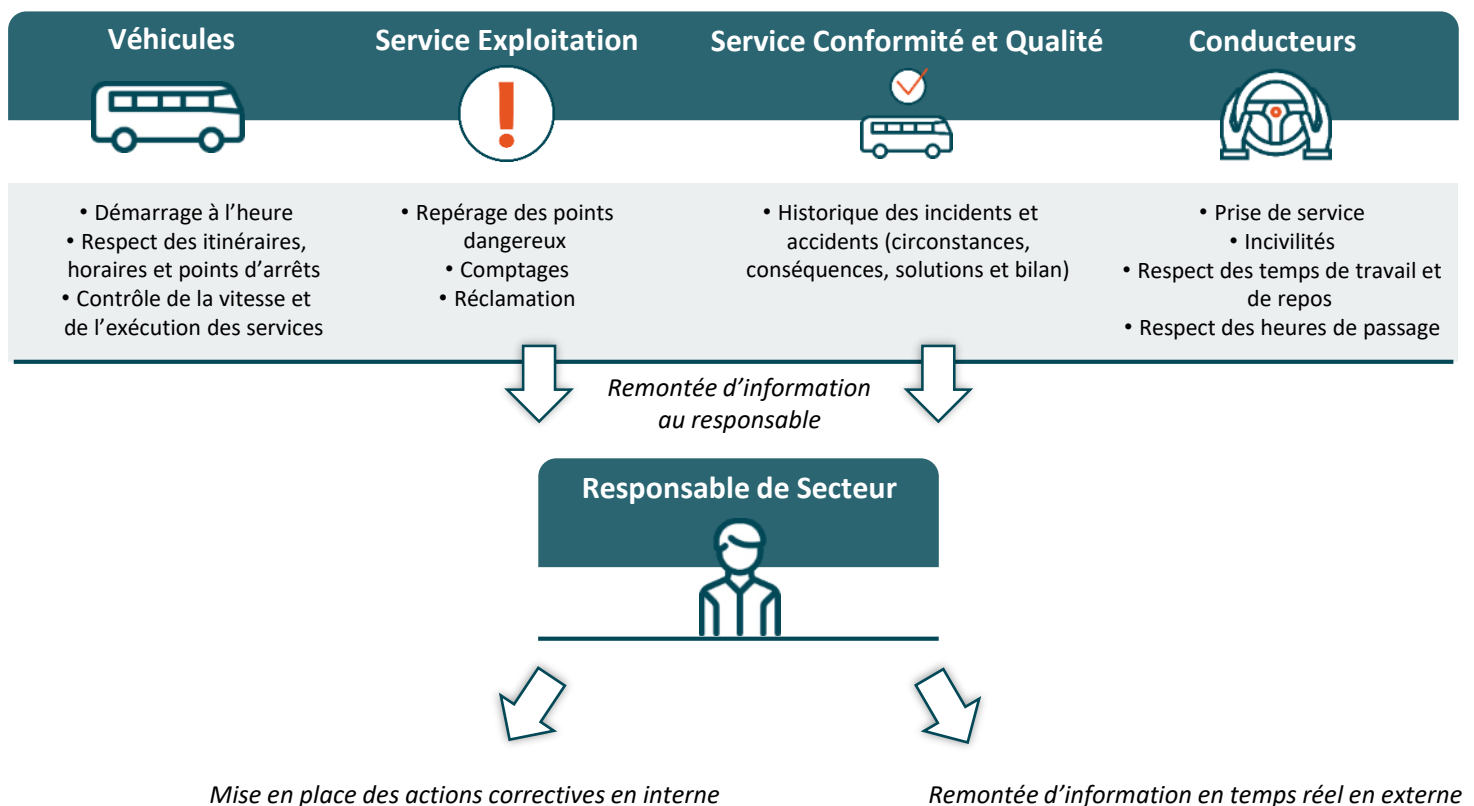 Véhicules
Service Exploitation
Service Conformité et Qualité
Conducteurs
• Démarrage à l’heure
• Respect des itinéraires,
horaires et points d’arrêts
• Contrôle de la vitesse et
de l’exécution des services
• Repérage des points
dangereux
• Comptages
• Réclamation
• Historique des incidents et
accidents (circonstances,
conséquences, solutions et bilan)
• Prise de service
• Incivilités
• Respect des temps de travail et
de repos
• Respect des heures de passage
Remontée d’information
au responsable
Responsable de Secteur
Mise en place des actions correctives en interne
Remontée d’information en temps réel en externe